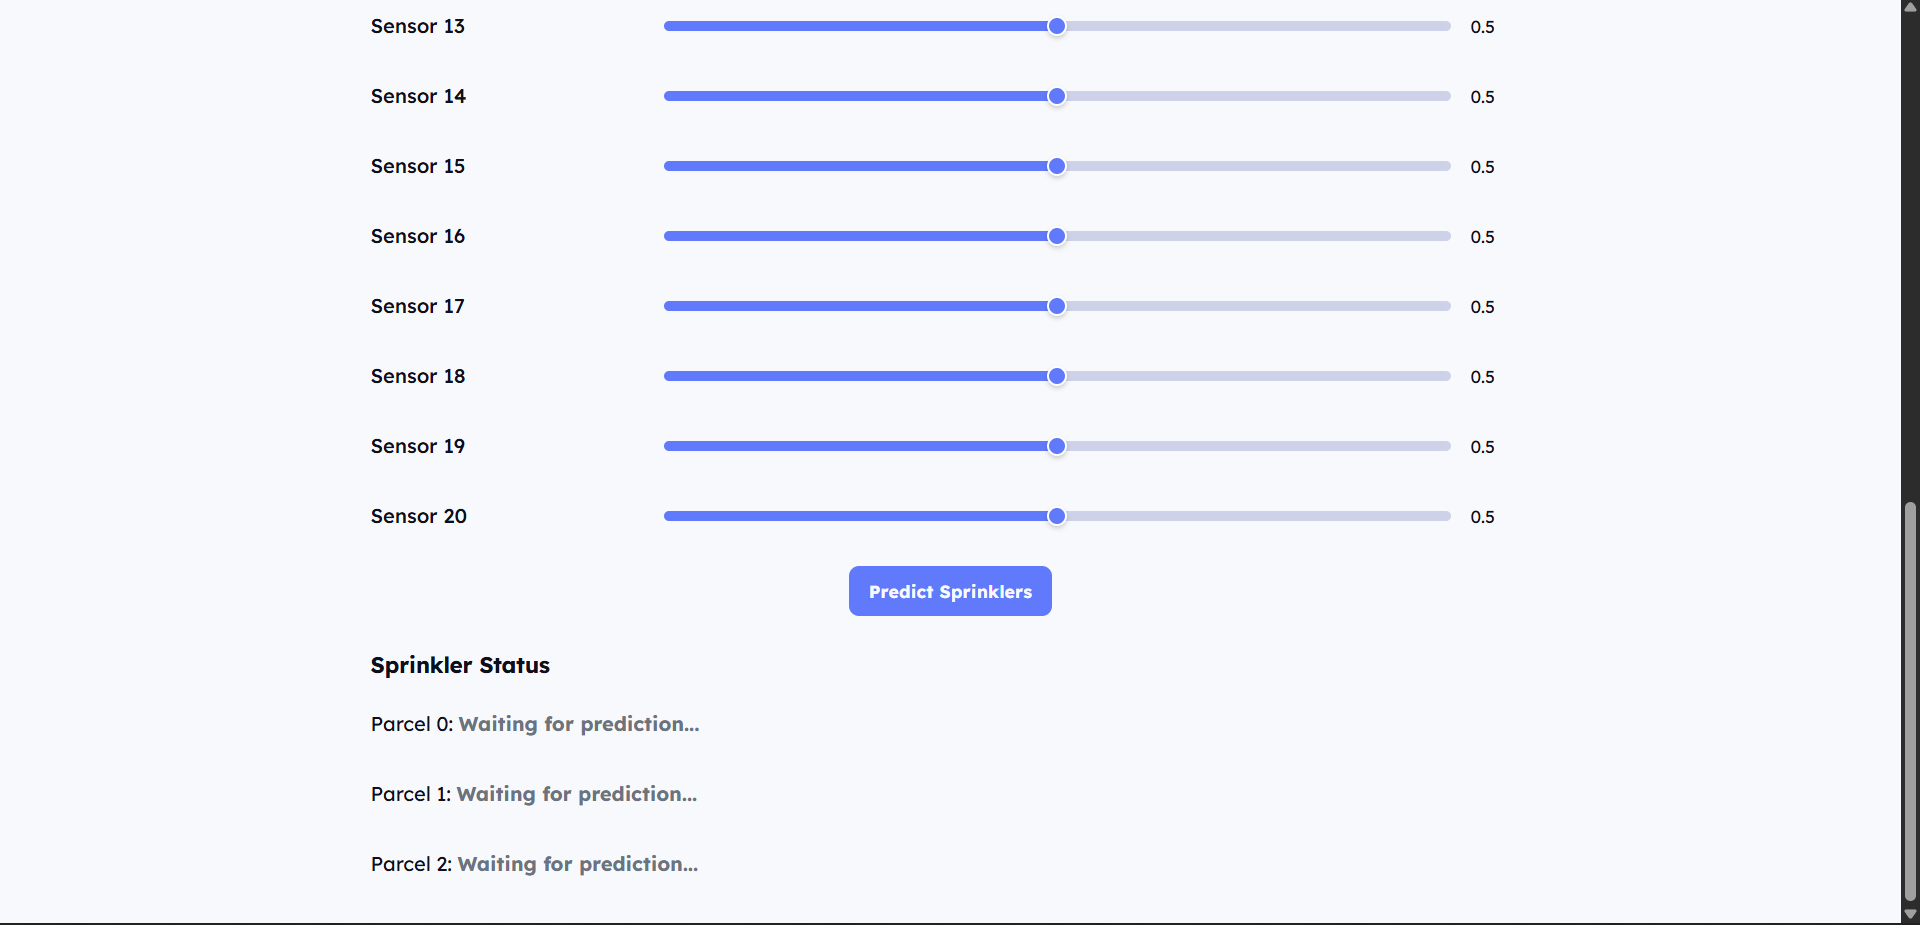 Sensor 13 0.5
Sensor 14 0.5
Sensor 15 0.5
Sensor 16 0.5
Sensor 17 0.5
Sensor 18 0.5
Sensor 19 0.5
Sensor 20 0.5
Predict Sprinklers
Sprinkler Status
Parcel 0: Waiting for prediction...
Parcel 1: Waiting for prediction...
Parcel 2: Waiting for prediction...